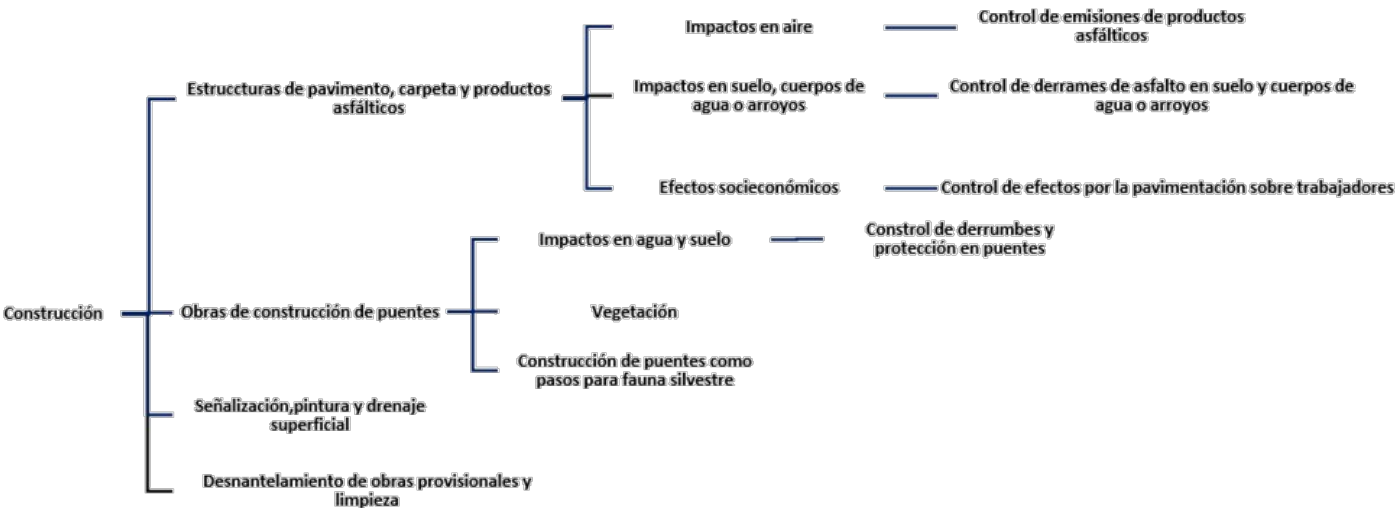 Construcción
Estruccturas de pavimento, carpeta y productos
asfálticos
Impactos en aire
Control de emisiones de productos
asfálticos
Impactos en suelo, cuerpos de
agua o arroyos
Control de derrames de asfalto en suelo y cuerpos de
agua o arroyos
Efectos socieconómicos
Control de efectos por la pavimentación sobre trabajadores
Obras de construcción de puentes
Impactos en agua y suelo
Constrol de derrumbes y
protección en puentes
Vegetación
Construcción de puentes como
pasos para fauna silvestre
Señalización,pintura y drenaje
superficial
Desnantelamiento de obras provisionales y
limpieza